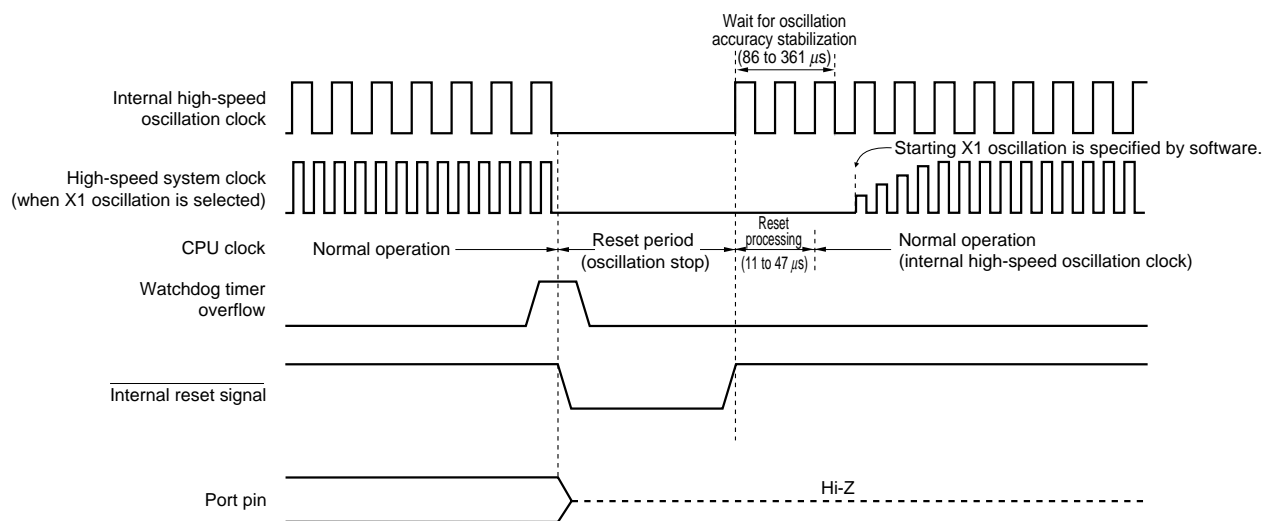 Wait for oscillation
accuracy stabilization
(86 to 361 μs)
Internal high-speed
oscillation clock
Starting X1 oscillation is specified by software.
High-speed system clock
(when X1 oscillation is selected)
CPU clock
Normal operation
Reset period
(oscillation stop)
Reset
processing
(11 to 47 μs)
Normal operation
(internal high-speed oscillation clock)
Watchdog timer
overflow
Internal reset signal
Port pin
Hi-Z